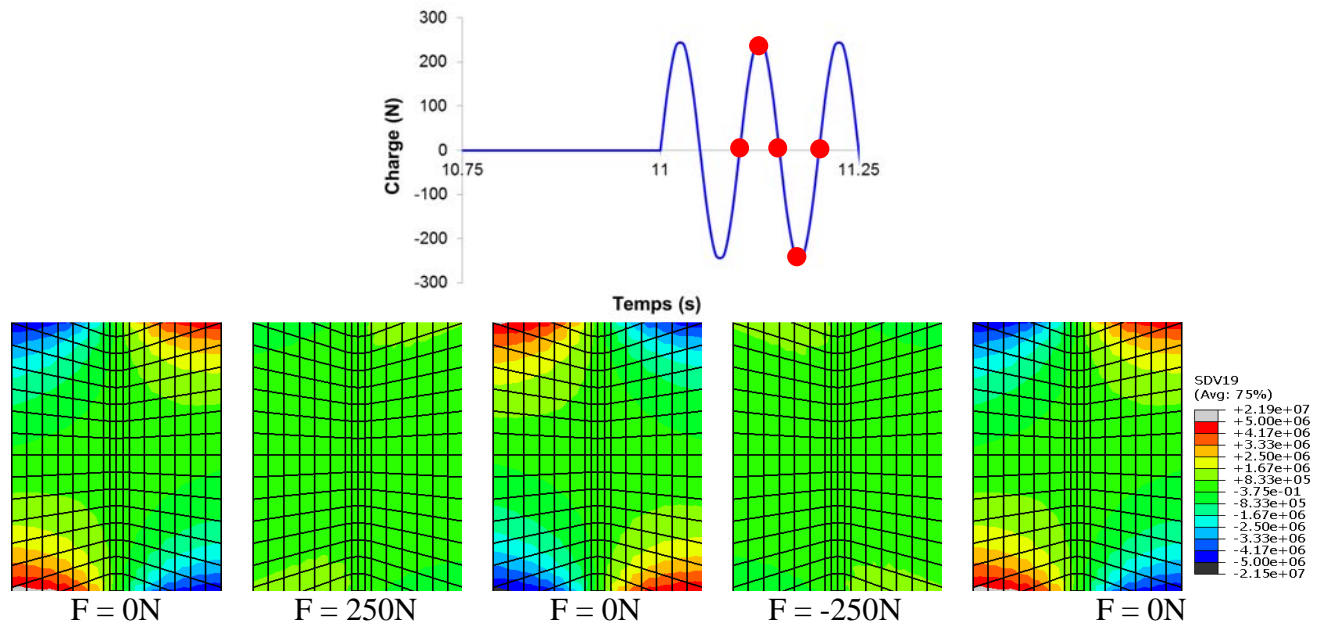 300
200
100
0
-100
-200
-300
Charge (N)
10.75
11
11.25
Temps (s)
SDV19
(Avg: 75%)
+2.19e+07
+5.00e+06
+4.17e+06
+3.33e+06
+2.50e+06
+1.67e+06
+8.33e+05
-3.75e-01
-8.33e+05
-1.67e+06
-2.50e+06
-3.33e+06
-4.17e+06
-5.00e+06
-2.15e+07
F = 0N
F = 250N
F = 0N
F = -250N
F = 0N